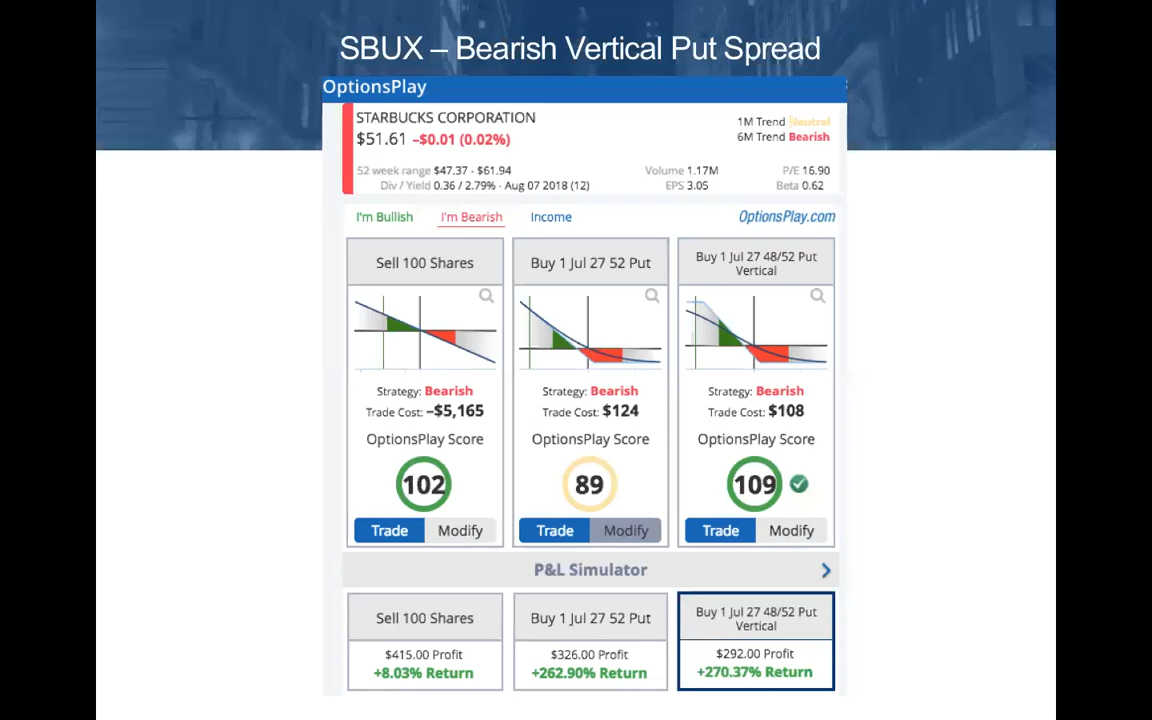 SBUX – Bearish Vertical Put Spread
OptionsPlay
STARBUCKS CORPORATION
$51.61 –$0.01 (0.02%)
1M Trend Neutral
6M Trend Bearish
52 week range $47.37 - $61.94
Volume 1.17M
P/E 16.90
Div / Yield 0.36 / 2.79% - Aug 07 2018 (12)
EPS 3.05
Beta 0.62
I'm Bullish
I'm Bearish
Income
OptionsPlay.com
Sell 100 Shares
Strategy: Bearish
Trade Cost: –$5,165
OptionsPlay Score
102
Trade
Modify
Buy 1 Jul 27 52 Put
Strategy: Bearish
Trade Cost: $124
OptionsPlay Score
89
Trade
Modify
Buy 1 Jul 27 48/52 Put
Vertical
Strategy: Bearish
Trade Cost: $108
OptionsPlay Score
109
Trade
Modify
P&L Simulator
Sell 100 Shares
$415.00 Profit
+8.03% Return
Buy 1 Jul 27 52 Put
$326.00 Profit
+262.90% Return
Buy 1 Jul 27 48/52 Put
Vertical
$292.00 Profit
+270.37% Return